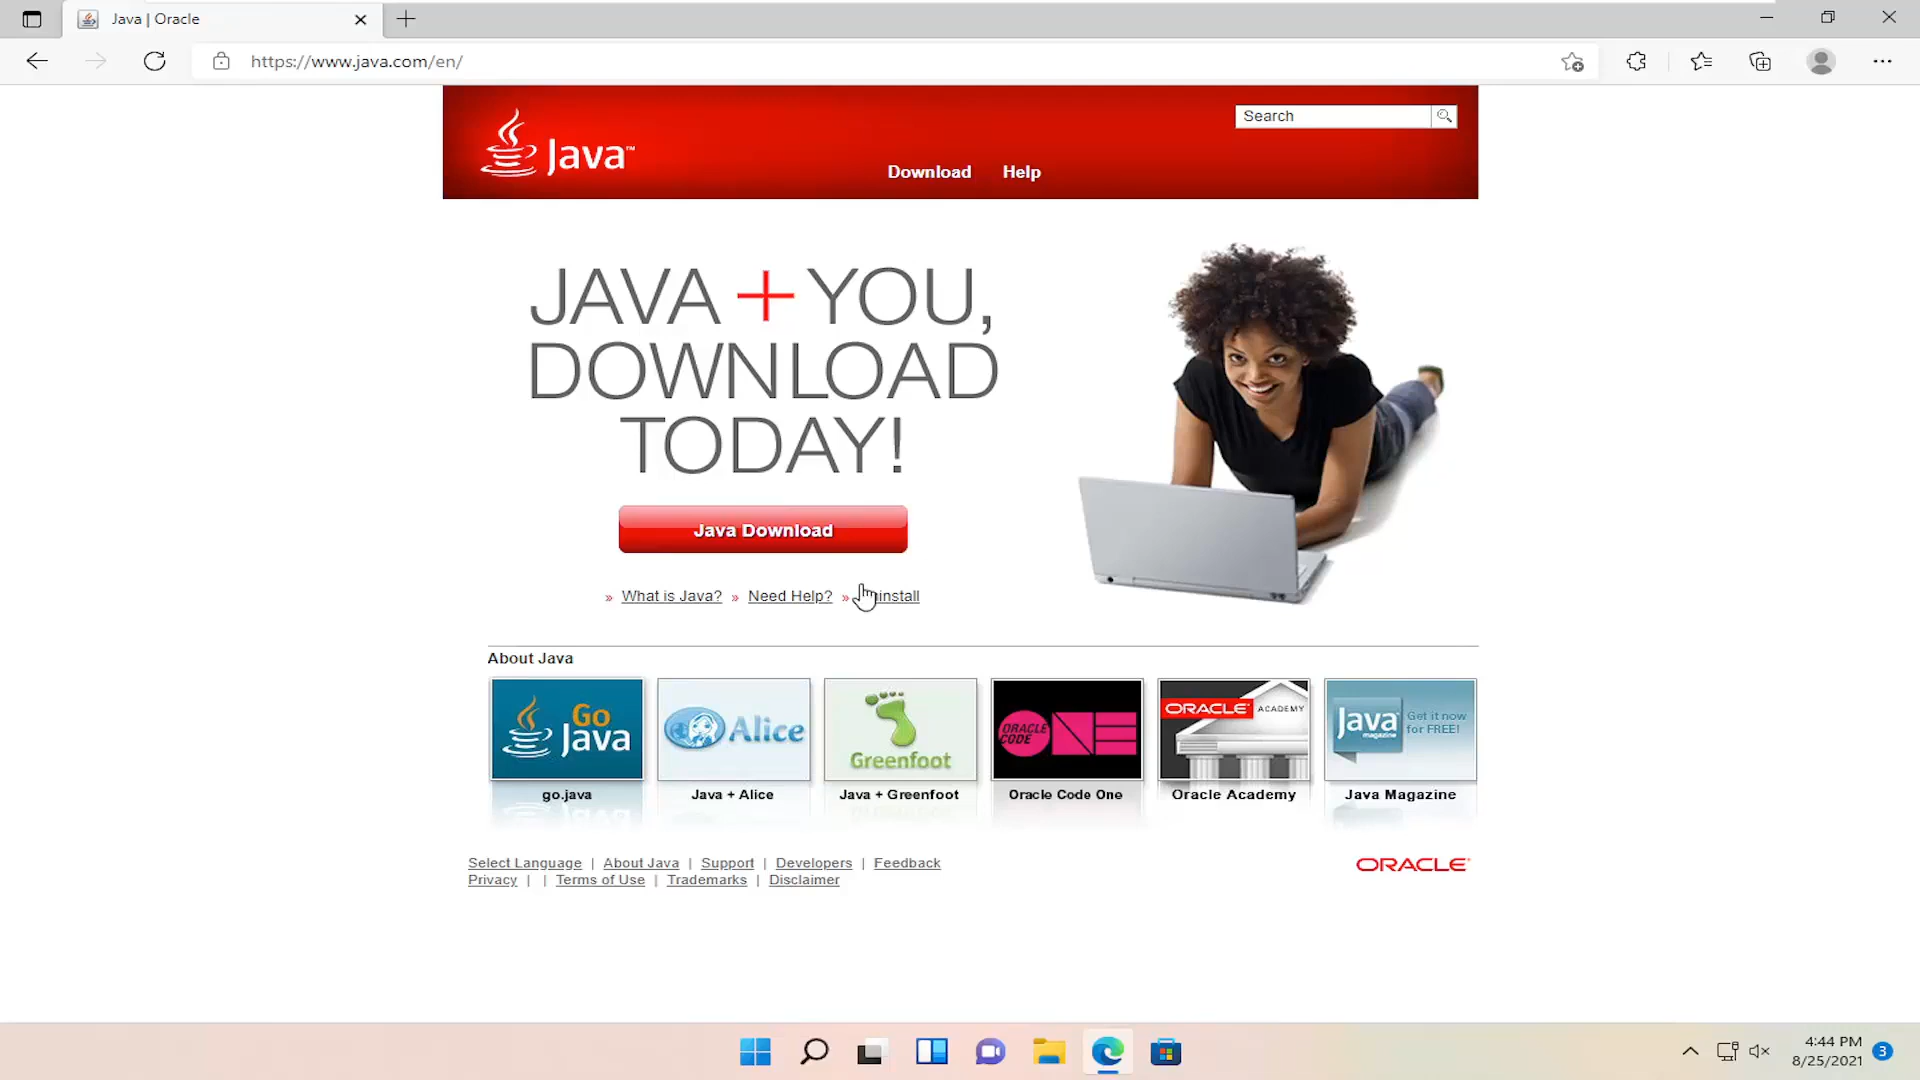 Java | Oracle
https://www.java.com/en/
Search
Java™
Download Help
JAVA + YOU,
DOWNLOAD
TODAY!
Java Download
» What is Java? » Need Help? »
About Java
Go Java
Alice
Greenfoot
ORACLE CODE ONE
ORACLE ACADEMY
Java magazine Get it now for FREE!
go.java
Java + Alice
Java + Greenfoot
Oracle Code One
Oracle Academy
Java Magazine
Select Language | About Java | Support | Developers | Feedback
Privacy | | Terms of Use | Trademarks | Disclaimer
ORACLE
4:44 PM
8/25/2021
3